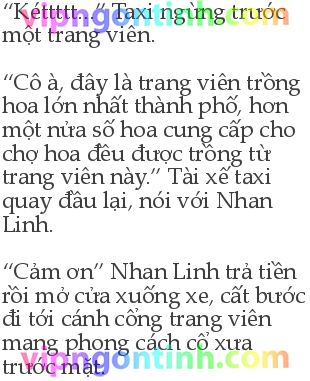 “Kéttttt...“ Taxi ngừng trước
một trang viên.
“Cô à, đây là trang viên trồng
hoa lớn nhất thành phố, hơn
một nửa số hoa cung cấp cho
chợ hoa đều được trồng từ
trang viên này.” Tài xế taxi
quay đầu lại, nói với Nhan
Linh.
“Cảm ơn” Nhan Linh trả tiền
rồi mở cửa xuống xe, cất bước
đi tới cánh cổng trang viên
mang phong cách cổ xưa
trước mặt.
vipngontinh.com
vipngontinh.com